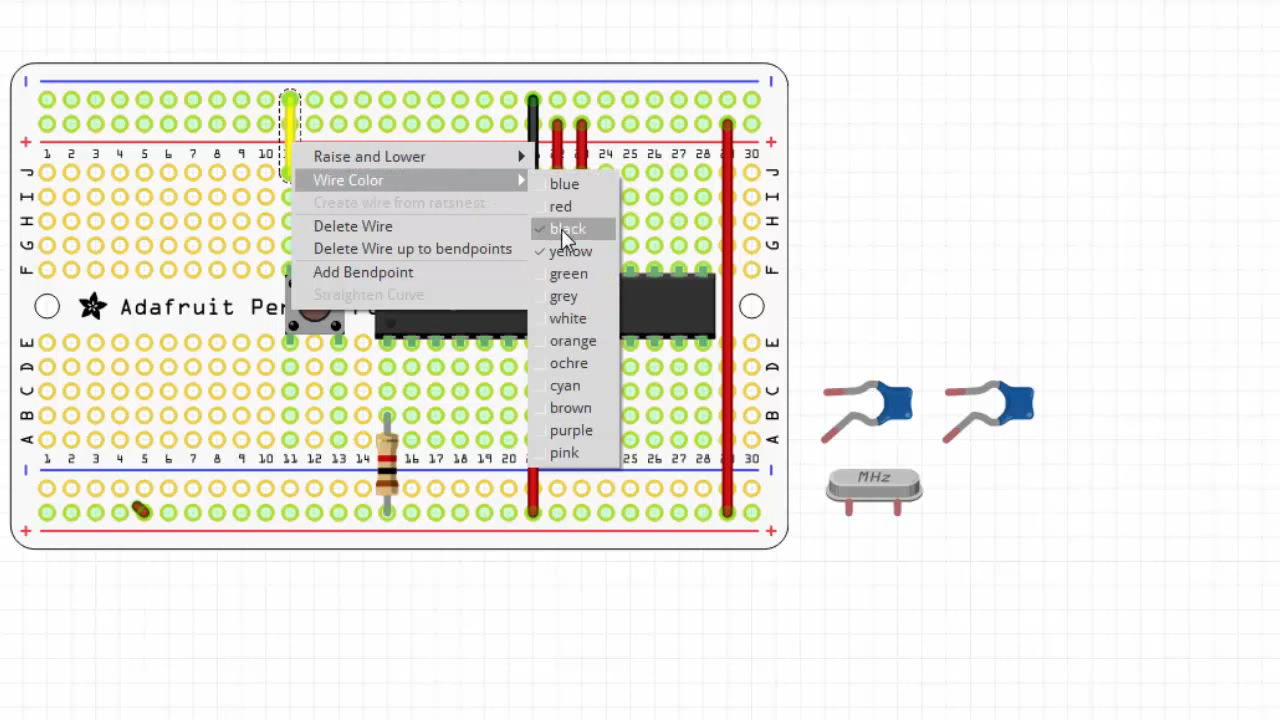 - -
+ 1 2 3 4 5 6 7 8 9 10 24 25 26 27 28 30 +
J J
I I
H H
G G
F F
Raise and Lower
Wire Color
Create wire from ratsnest
Delete Wire
Delete Wire up to bendpoints
Add Bendpoint
Straighten Curve
blue
red
black
yellow
green
grey
white
orange
ochre
cyan
brown
purple
pink
Adafruit Per
E E
D D
C C
B B
A A
1 2 3 4 5 6 7 8 9 10 11 12 13 14 16 17 18 19 20 25 26 27 28 30
- -
+ +
MHz